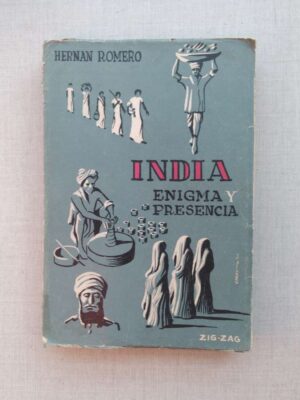 HERNAN ROMERO
INDIA
ENIGMA Y
PRESENCIA
ZIG-ZAG